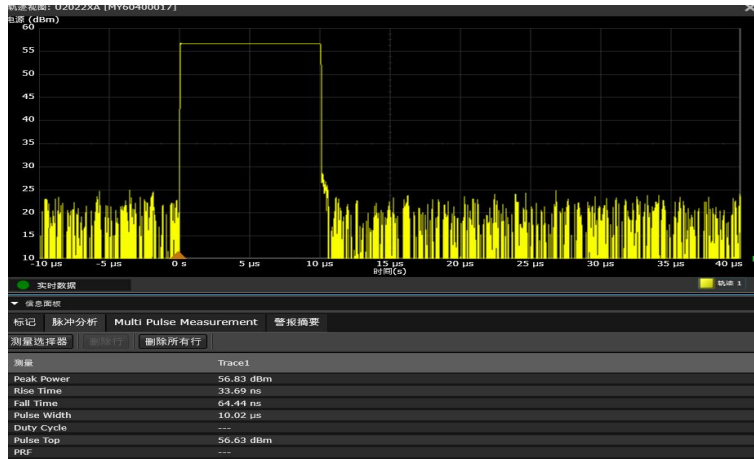 轨迹视图: U2022XA [MY60400017]
电源 (dBm)
60
55
50
45
40
35
30
25
20
15
10
-10 µs -5 µs 0 s 5 µs 10 µs 15 µs 20 µs 25 µs 30 µs 35 µs 40 µs
时间(s)
实时数据 轨迹 1
信息面板
标记 脉冲分析 Multi Pulse Measurement 警报摘要
测量选择器 删除行 删除所有行
测量 Trace1
Peak Power 56.83 dBm
Rise Time 33.69 ns
Fall Time 64.44 ns
Pulse Width 10.02 µs
Duty Cycle ---
Pulse Top 56.63 dBm
PRF ---